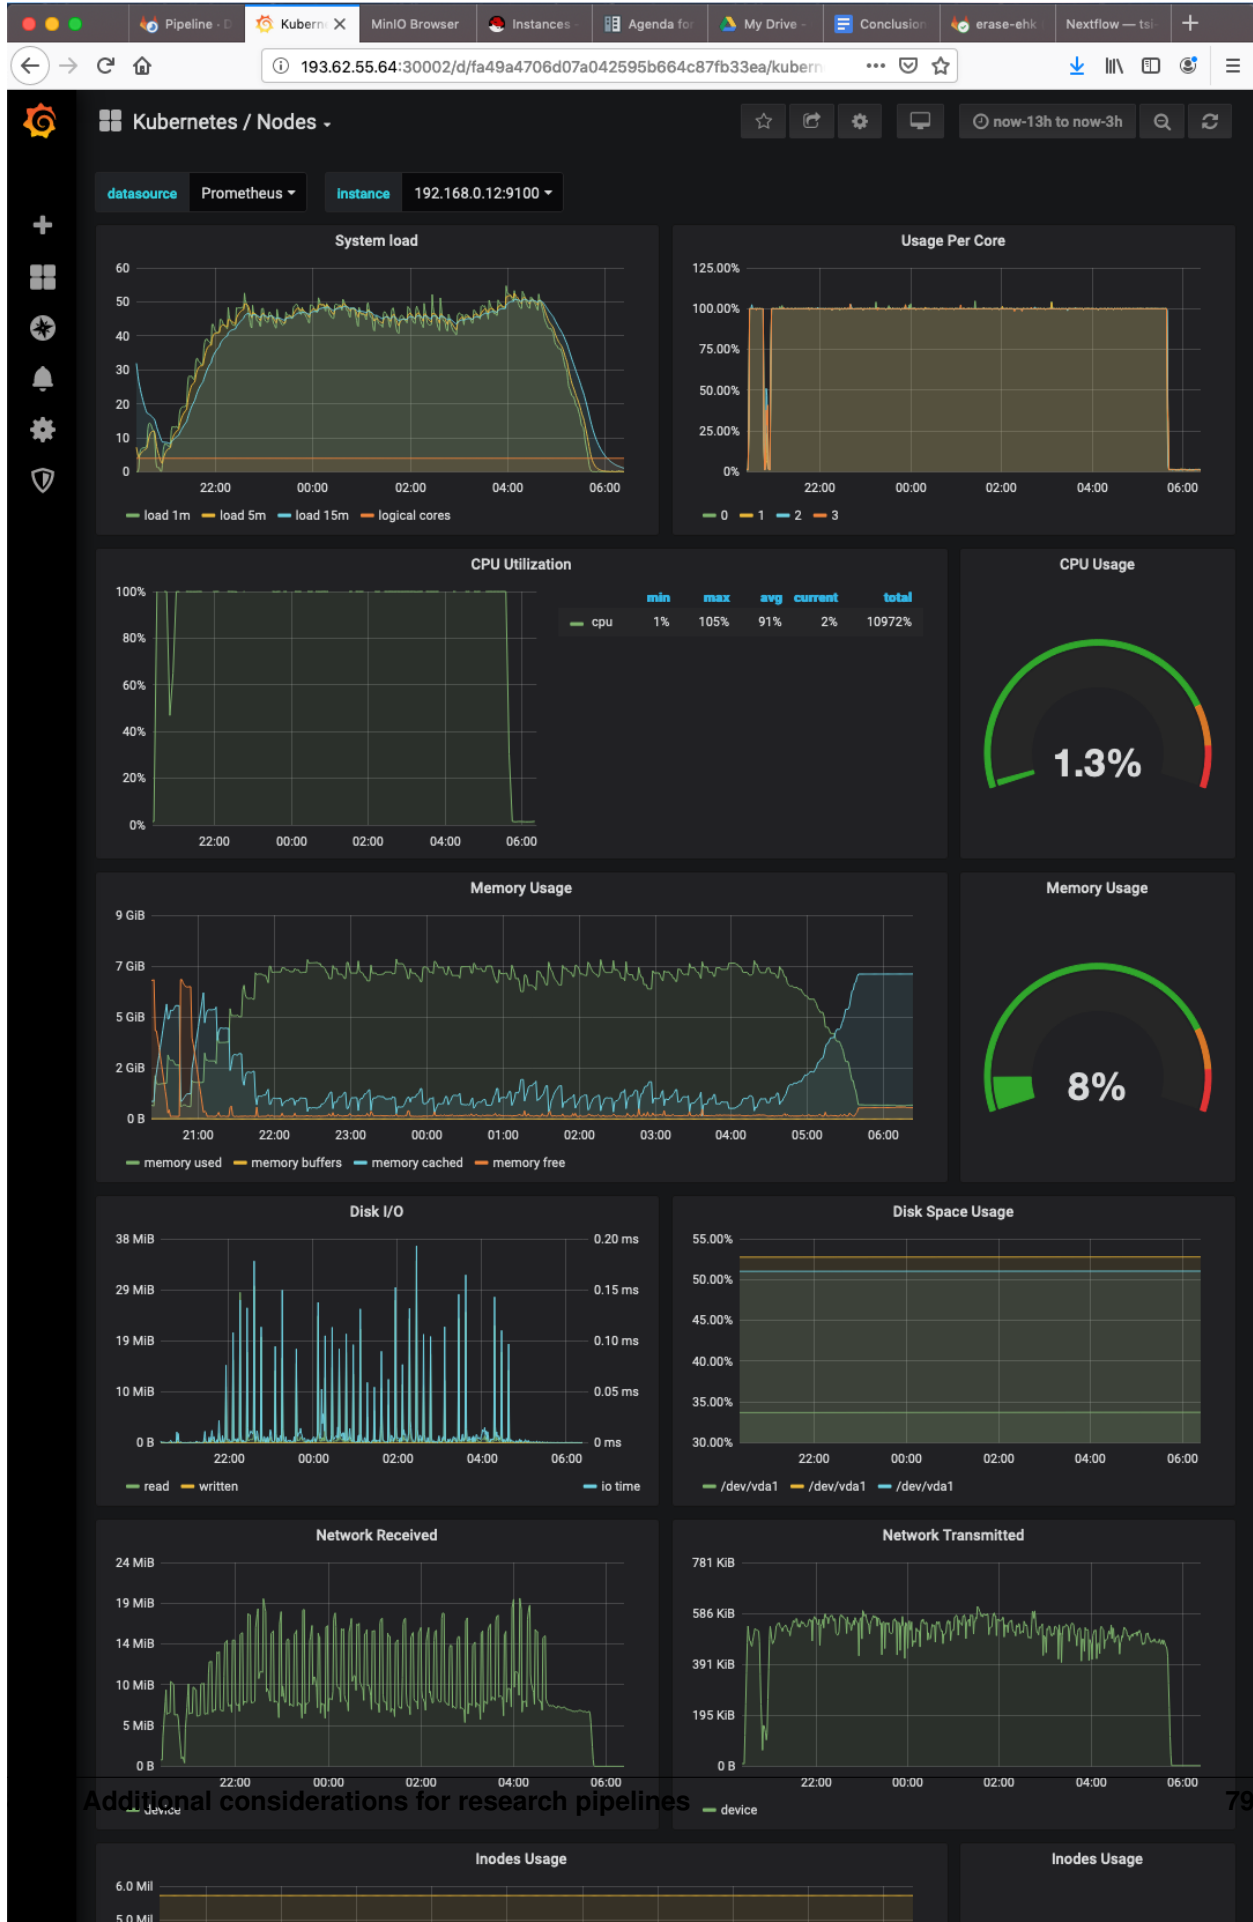 Pipeline - D
Kuberne
MinIO Browser
Instances -
Agenda for
My Drive -
Conclusion
erase-ehk
Nextflow — tsi-
193.62.55.64:30002/d/fa49a4706d07a042595b664c87fb33ea/kubern
Kubernetes / Nodes
now-13h to now-3h
datasource Prometheus instance 192.168.0.12:9100
System load
60
50
40
30
20
10
0
22:00 00:00 02:00 04:00 06:00
load 1m load 5m load 15m logical cores
Usage Per Core
125.00%
100.00%
75.00%
50.00%
25.00%
0%
22:00 00:00 02:00 04:00 06:00
0 1 2 3
CPU Utilization
100%
80%
60%
40%
20%
0%
22:00 00:00 02:00 04:00 06:00
min max avg current total
cpu 1% 105% 91% 2% 10972%
CPU Usage
1.3%
Memory Usage
9 GiB
7 GiB
5 GiB
2 GiB
0 B
21:00 22:00 23:00 00:00 01:00 02:00 03:00 04:00 05:00 06:00
memory used memory buffers memory cached memory free
Memory Usage
8%
Disk I/O
38 MiB 0.20 ms
29 MiB 0.15 ms
19 MiB 0.10 ms
10 MiB 0.05 ms
0 B 0 ms
22:00 00:00 02:00 04:00 06:00
read written io time
Disk Space Usage
55.00%
50.00%
45.00%
40.00%
35.00%
30.00%
22:00 00:00 02:00 04:00 06:00
/dev/vda1 /dev/vda1 /dev/vda1
Network Received
24 MiB
19 MiB
14 MiB
10 MiB
5 MiB
0 B
22:00 00:00 02:00 04:00 06:00
device
Network Transmitted
781 KiB
586 KiB
391 KiB
195 KiB
0 B
22:00 00:00 02:00 04:00 06:00
device
Additional considerations for research pipelines 79
Inodes Usage
6.0 Mil
5.0 Mil
Inodes Usage